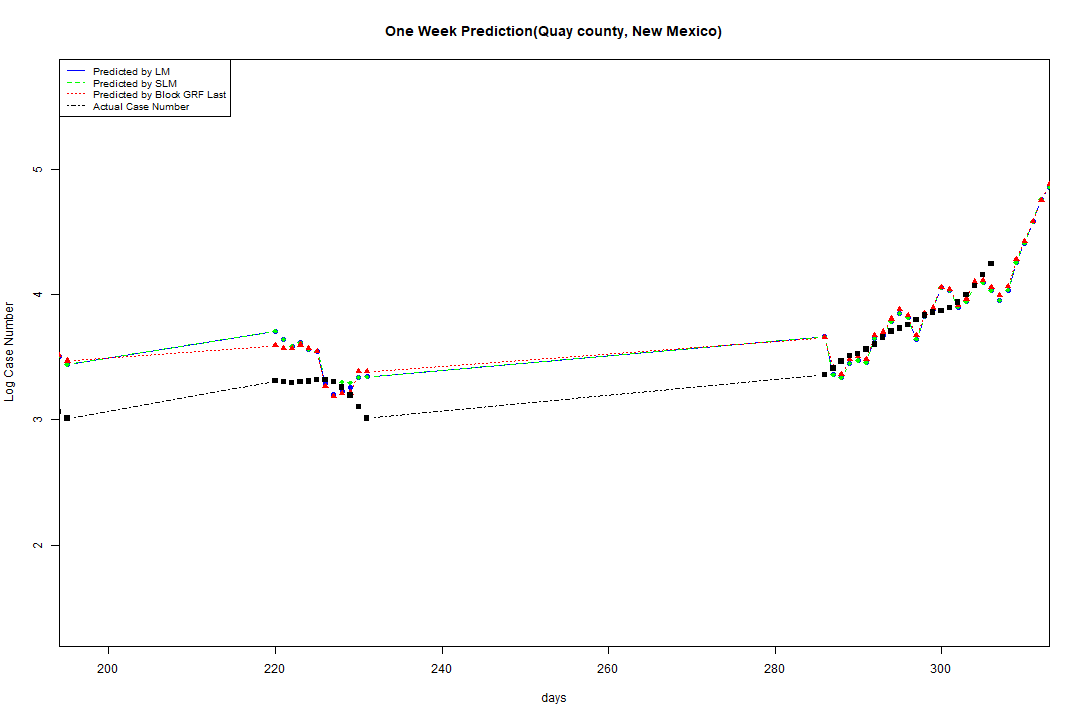 One Week Prediction(Quay county, New Mexico)
Predicted by LM
Predicted by SLM
Predicted by Block GRF Last
Actual Case Number
5
4
3
2
Log Case Number
200 220 240 260 280 300
days